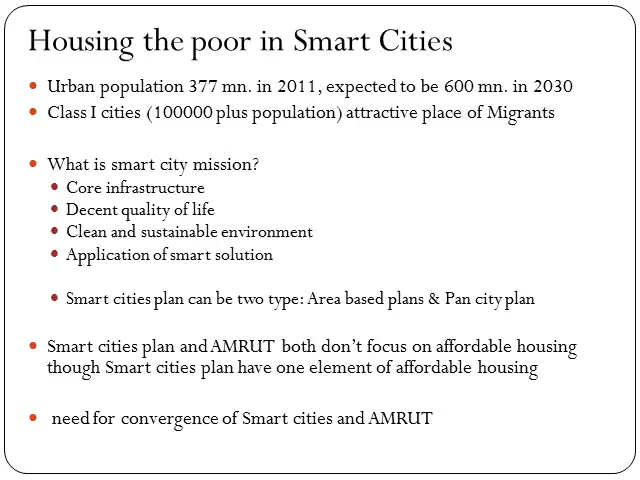 Housing the poor in Smart Cities
• Urban population 377 mn. in 2011, expected to be 600 mn. in 2030
• Class I cities (100000 plus population) attractive place of Migrants
• What is smart city mission?
• Core infrastructure
• Decent quality of life
• Clean and sustainable environment
• Application of smart solution
• Smart cities plan can be two type: Area based plans & Pan city plan
• Smart cities plan and AMRUT both don't focus on affordable housing
though Smart cities plan have one element of affordable housing
• need for convergence of Smart cities and AMRUT